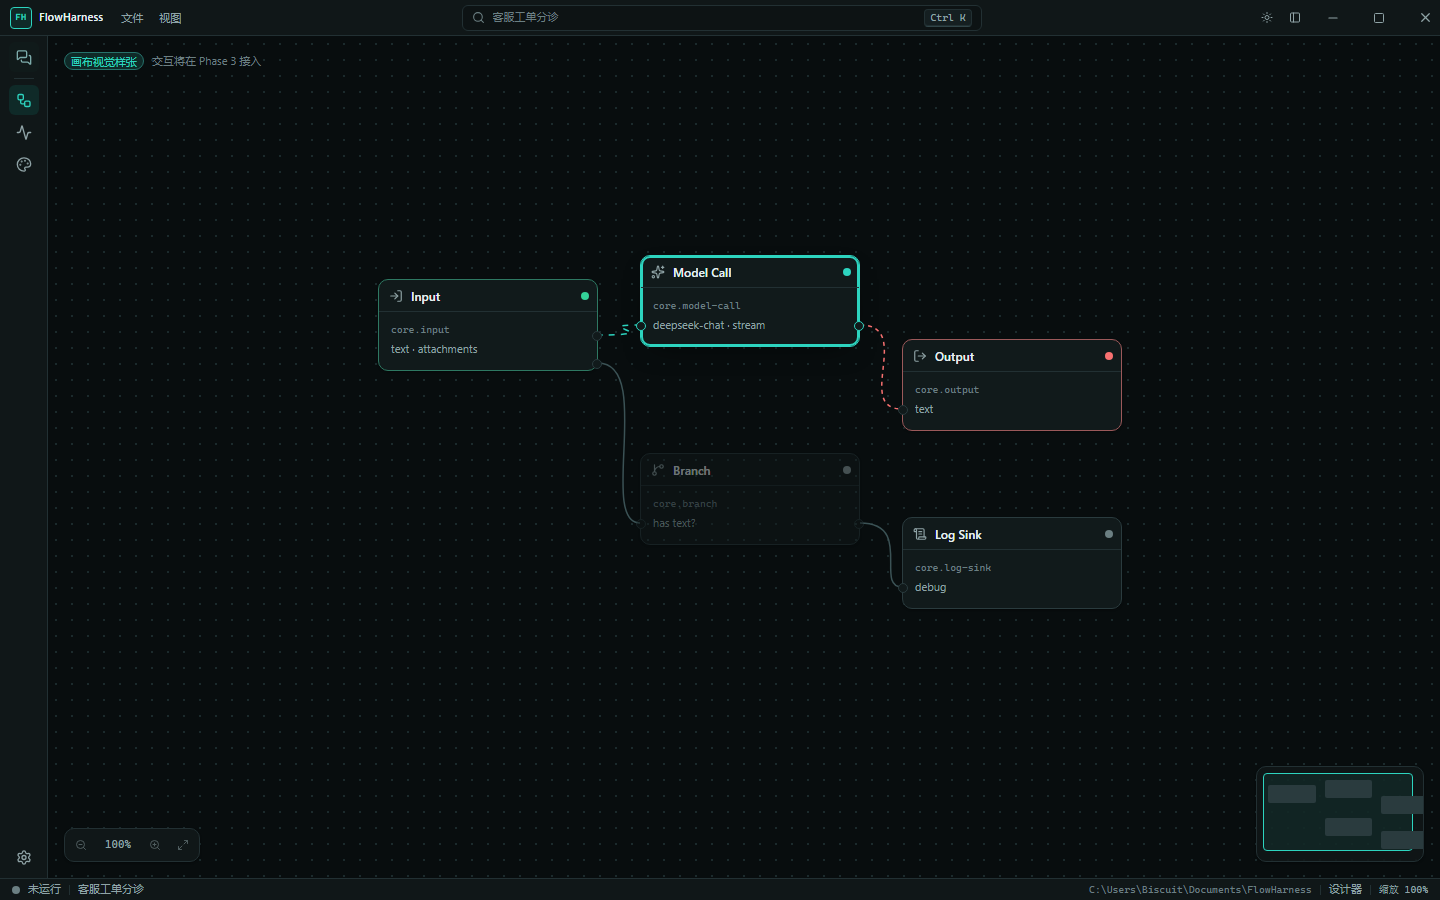 FH FlowHarness 文件 视图 客服工单分诊 Ctrl K
画布视觉样张 交互将在 Phase 3 接入
Model Call
core.model-call
deepseek-chat · stream
Input
core.input
text · attachments
Output
core.output
text
Branch
core.branch
has text?
Log Sink
core.log-sink
debug
100%
未运行 客服工单分诊 C:\Users\Biscuit\Documents\FlowHarness 设计器 缩放 100%